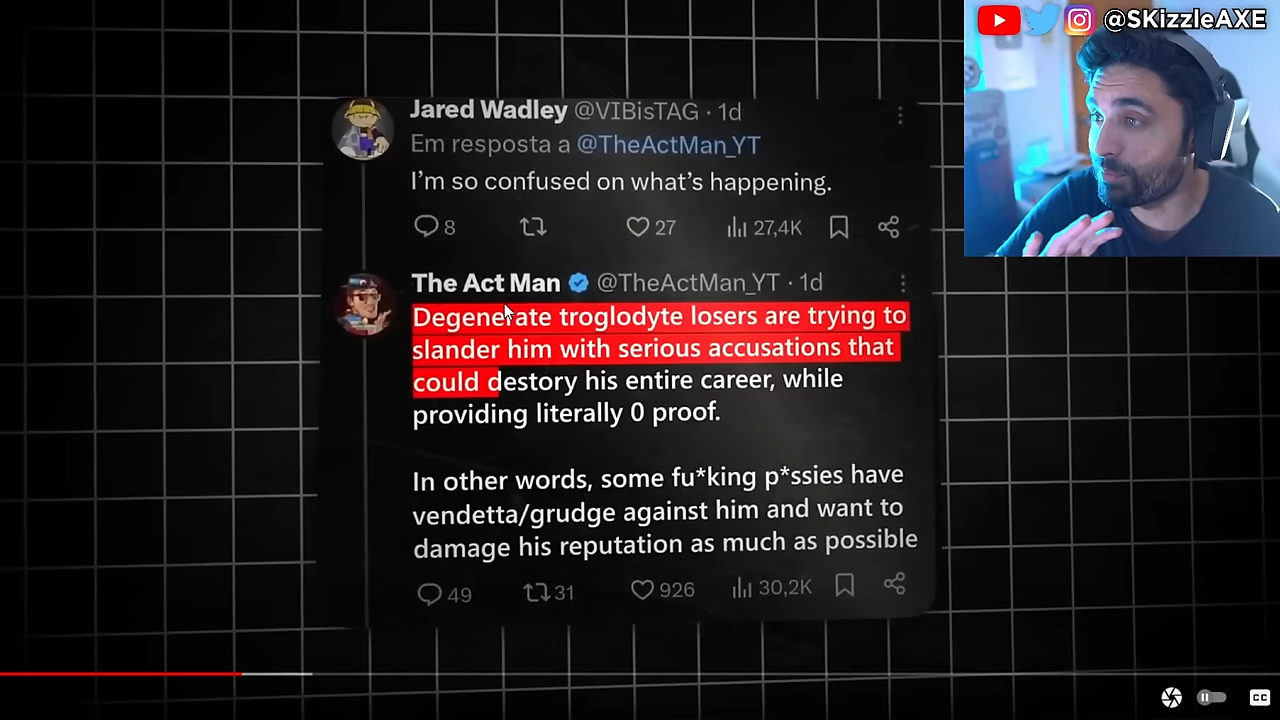 @SKizzleAXE
Jared Wadley @VIBisTAG · 1d
Em resposta a @TheActMan_YT
I'm so confused on what's happening.
8 27 27,4K
The Act Man @TheActMan_YT · 1d
Degenerate troglodyte losers are trying to
slander him with serious accusations that
could destory his entire career, while
providing literally 0 proof.
In other words, some fu*king p*ssies have
vendetta/grudge against him and want to
damage his reputation as much as possible
49 31 926 30,2K
CC